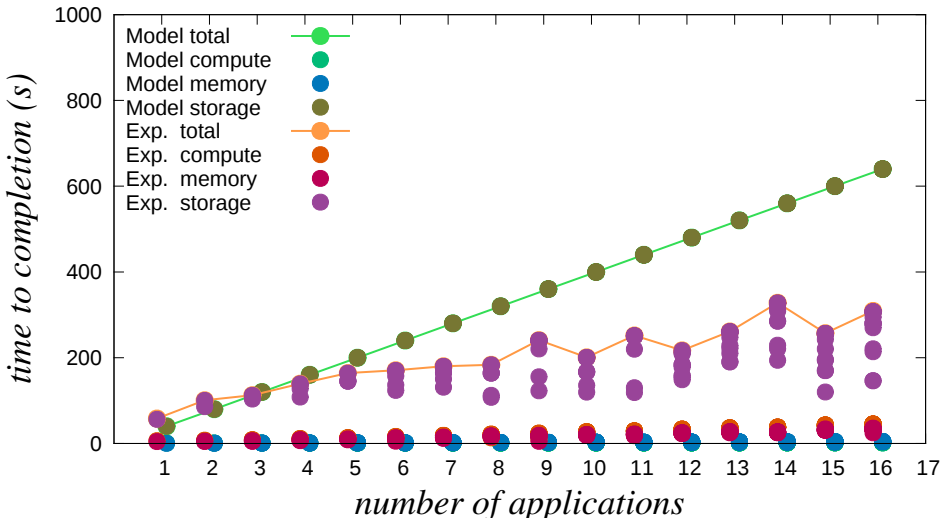 1000
800
600
400
200
0
time to completion (s)
Model total
Model compute
Model memory
Model storage
Exp. total
Exp. compute
Exp. memory
Exp. storage
1 2 3 4 5 6 7 8 9 10 11 12 13 14 15 16 17
number of applications